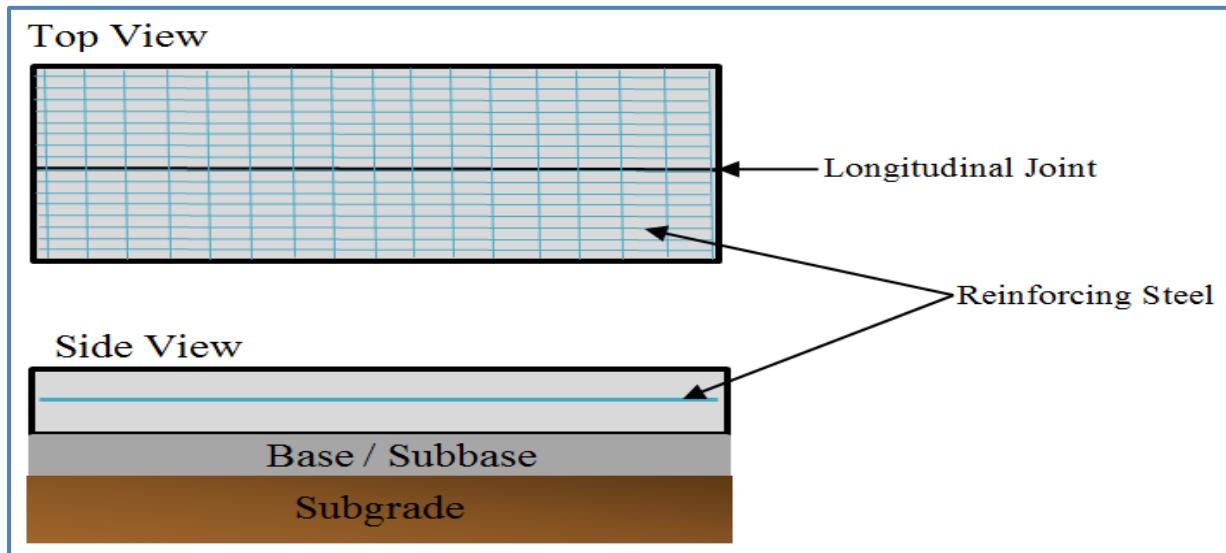 Top View
Longitudinal Joint
Reinforcing Steel
Side View
Base / Subbase
Subgrade